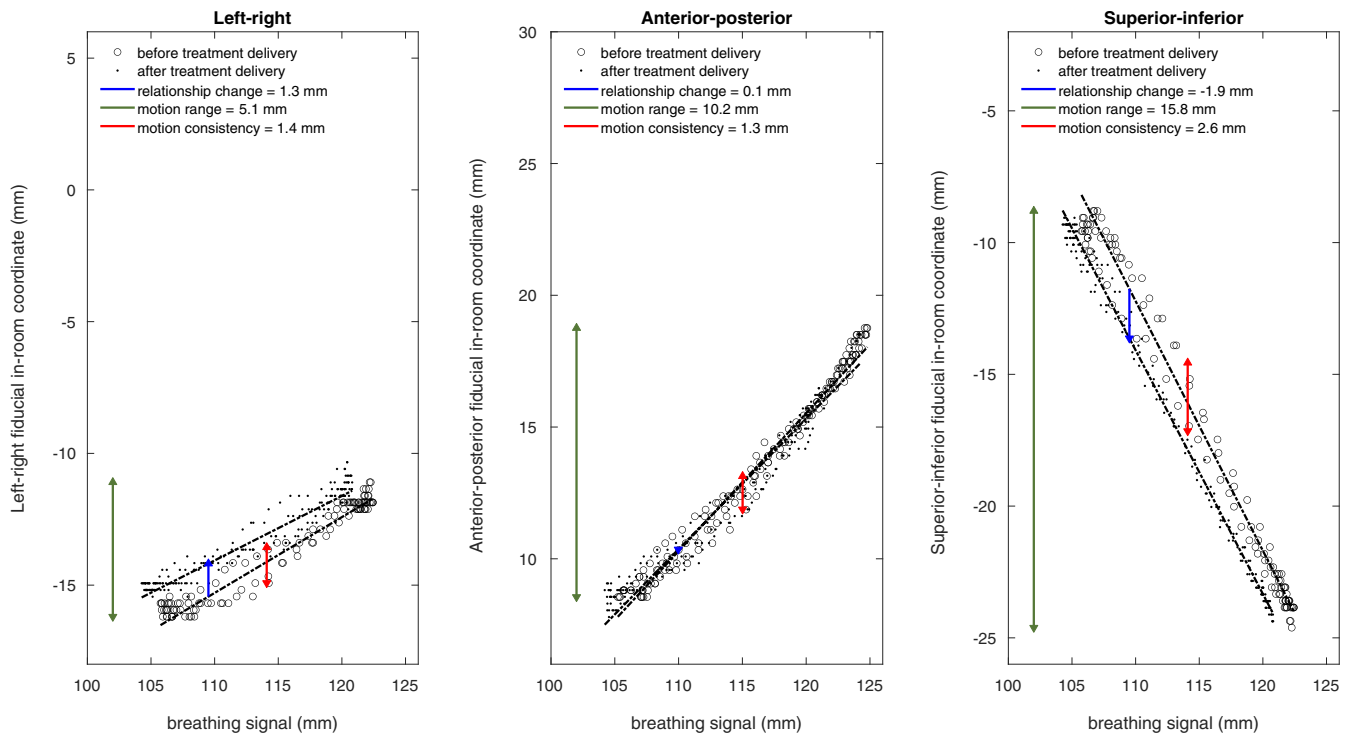 Left-right
before treatment delivery
after treatment delivery
relationship change = 1.3 mm
motion range = 5.1 mm
motion consistency = 1.4 mm
5
0
-5
-10
-15
100 105 110 115 120 125
Left-right fiducial in-room coordinate (mm)
breathing signal (mm)
Anterior-posterior
before treatment delivery
after treatment delivery
relationship change = 0.1 mm
motion range = 10.2 mm
motion consistency = 1.3 mm
30
25
20
15
10
100 105 110 115 120 125
Anterior-posterior fiducial in-room coordinate (mm)
breathing signal (mm)
Superior-inferior
before treatment delivery
after treatment delivery
relationship change = -1.9 mm
motion range = 15.8 mm
motion consistency = 2.6 mm
-5
-10
-15
-20
-25
100 105 110 115 120 125
Superior-inferior fiducial in-room coordinate (mm)
breathing signal (mm)